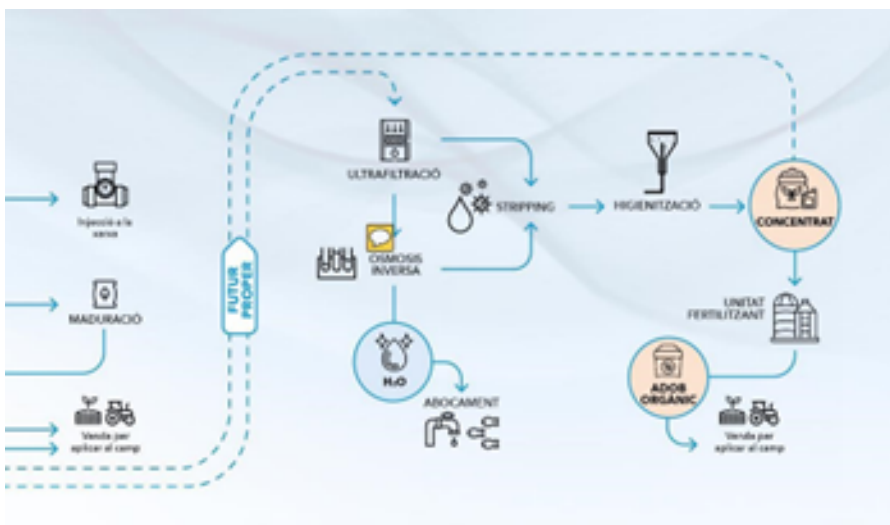 Injecció a la
xarxa
MADURACIÓ
Venda per
aplicar al camp
FUTUR
PROPER
ULTRAFILTRACIÓ
OSMOSIS
INVERSA
H₂O
ABOCAMENT
STRIPPING
HIGIENITZACIÓ
CONCENTRAT
UNITAT
FERTILITZANT
ADOB
ORGÀNIC
Venda per
aplicar al camp